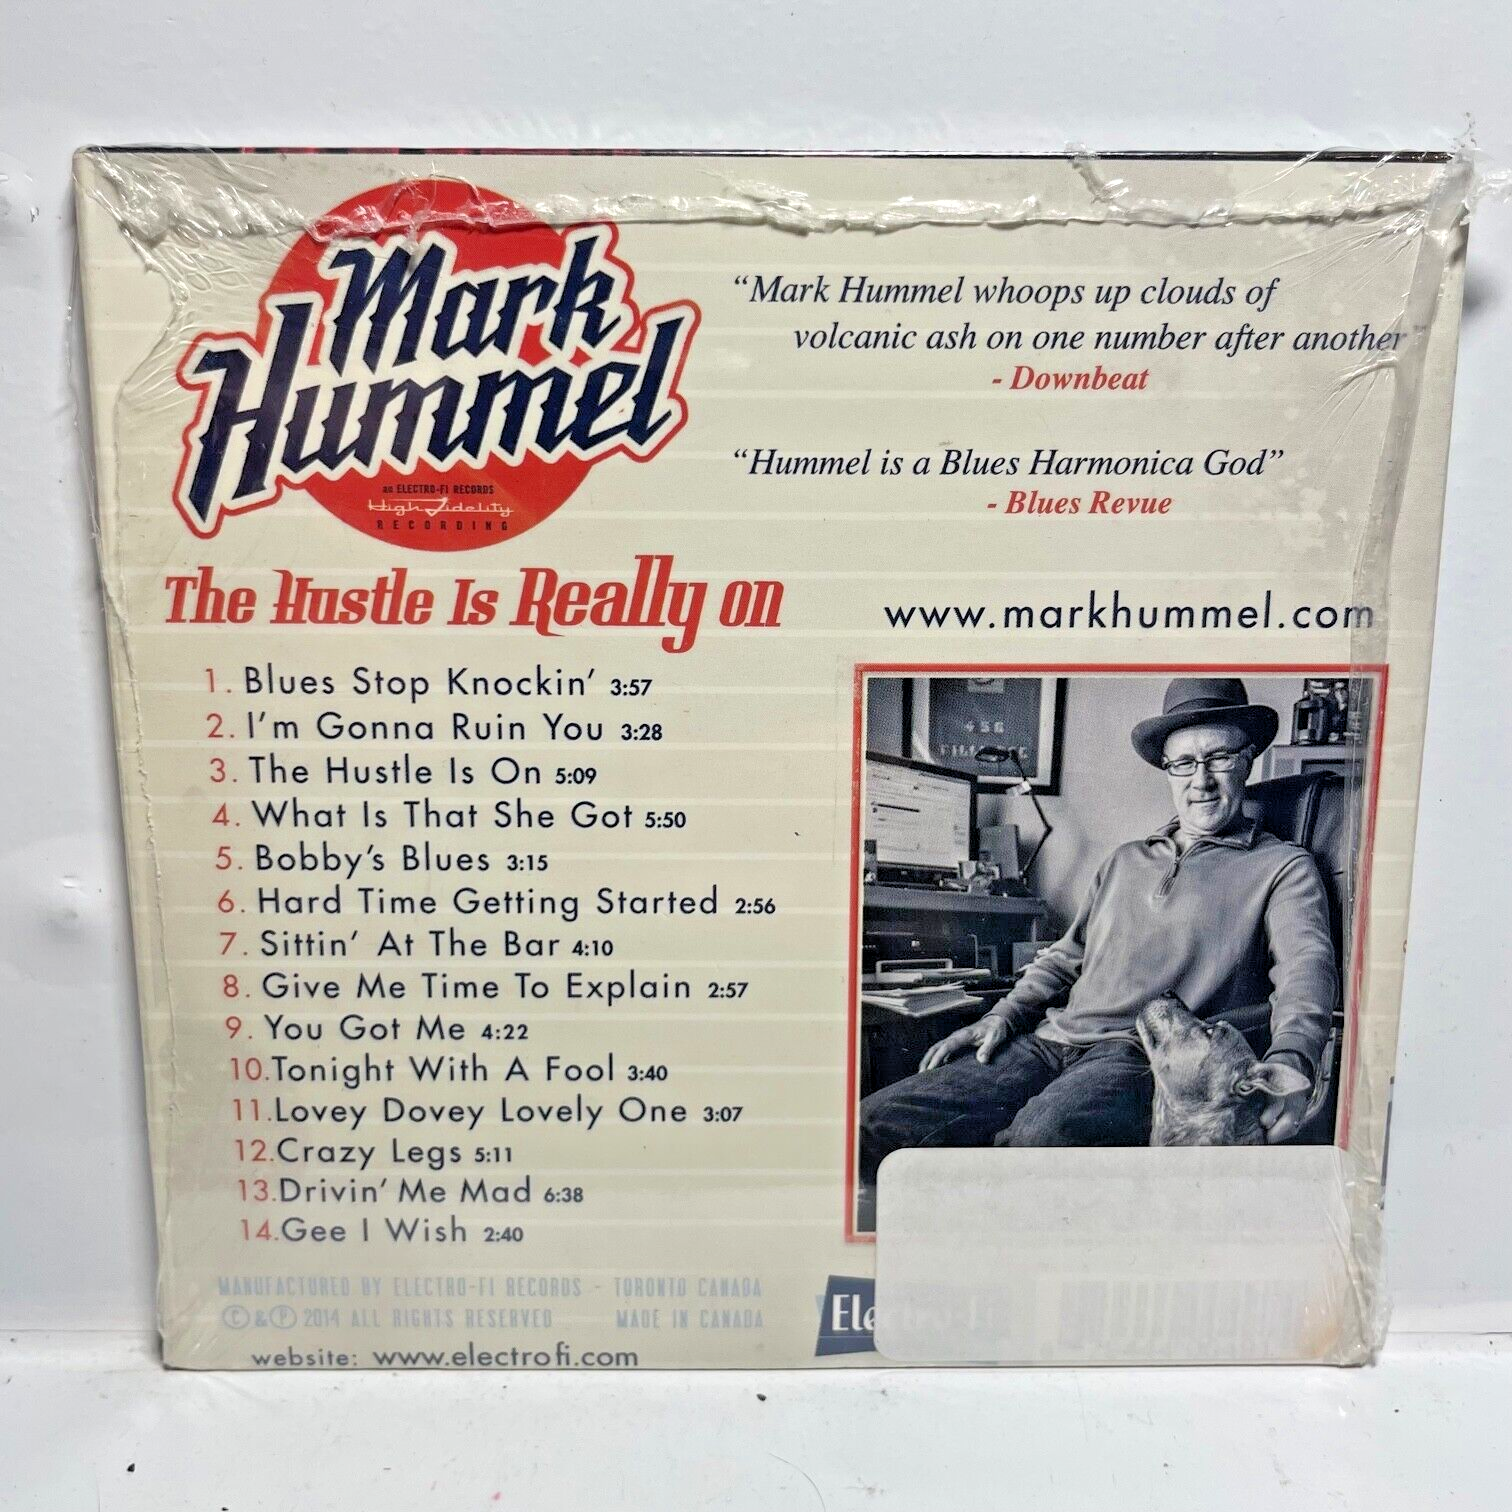 Mark
Hummel
an ELECTRO-FI RECORDS
High Fidelity
RECORDING
"Mark Hummel whoops up clouds of
volcanic ash on one number after another"
- Downbeat
"Hummel is a Blues Harmonica God"
- Blues Revue
The Hustle Is Really on
www.markhummel.com
1. Blues Stop Knockin' 3:57
2. I'm Gonna Ruin You 3:28
3. The Hustle Is On 5:09
4. What Is That She Got 5:50
5. Bobby's Blues 3:15
6. Hard Time Getting Started 2:56
7. Sittin' At The Bar 4:10
8. Give Me Time To Explain 2:57
9. You Got Me 4:22
10. Tonight With A Fool 3:40
11. Lovey Dovey Lovely One 3:07
12. Crazy Legs 5:11
13. Drivin' Me Mad 6:38
14. Gee I Wish 2:40
456
MANUFACTURED BY ELECTRO-FI RECORDS - TORONTO CANADA
© & ℗ 2014 ALL RIGHTS RESERVED MADE IN CANADA
website: www.electrofi.com